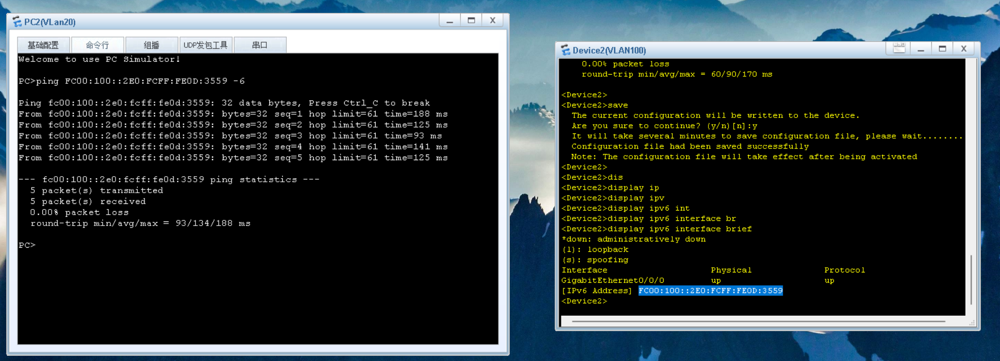 PC2(VLan20)
基础配置
命令行
组播
UDP发包工具
串口
Welcome to use PC Simulator!
PC>ping FC00:100::2E0:FCFF:FE0D:3559 -6
Ping fc00:100::2e0:fcff:fe0d:3559: 32 data bytes, Press Ctrl_C to break
From fc00:100::2e0:fcff:fe0d:3559: bytes=32 seq=1 hop limit=61 time=188 ms
From fc00:100::2e0:fcff:fe0d:3559: bytes=32 seq=2 hop limit=61 time=125 ms
From fc00:100::2e0:fcff:fe0d:3559: bytes=32 seq=3 hop limit=61 time=93 ms
From fc00:100::2e0:fcff:fe0d:3559: bytes=32 seq=4 hop limit=61 time=141 ms
From fc00:100::2e0:fcff:fe0d:3559: bytes=32 seq=5 hop limit=61 time=125 ms
--- fc00:100::2e0:fcff:fe0d:3559 ping statistics ---
5 packet(s) transmitted
5 packet(s) received
0.00% packet loss
round-trip min/avg/max = 93/134/188 ms
PC>
Device2(VLAN100)
0.00% packet loss
round-trip min/avg/max = 60/90/170 ms
<Device2>
<Device2>save
The current configuration will be written to the device.
Are you sure to continue? (y/n)[n]:y
It will take several minutes to save configuration file, please wait........
Configuration file had been saved successfully
Note: The configuration file will take effect after being activated
<Device2>
<Device2>dis
<Device2>display ip
<Device2>display ipv
<Device2>display ipv6 int
<Device2>display ipv6 interface br
<Device2>display ipv6 interface brief
*down: administratively down
(l): loopback
(s): spoofing
Interface Physical Protocol
GigabitEthernet0/0/0 up up
[IPv6 Address] FC00:100::2E0:FCFF:FE0D:3559
<Device2>